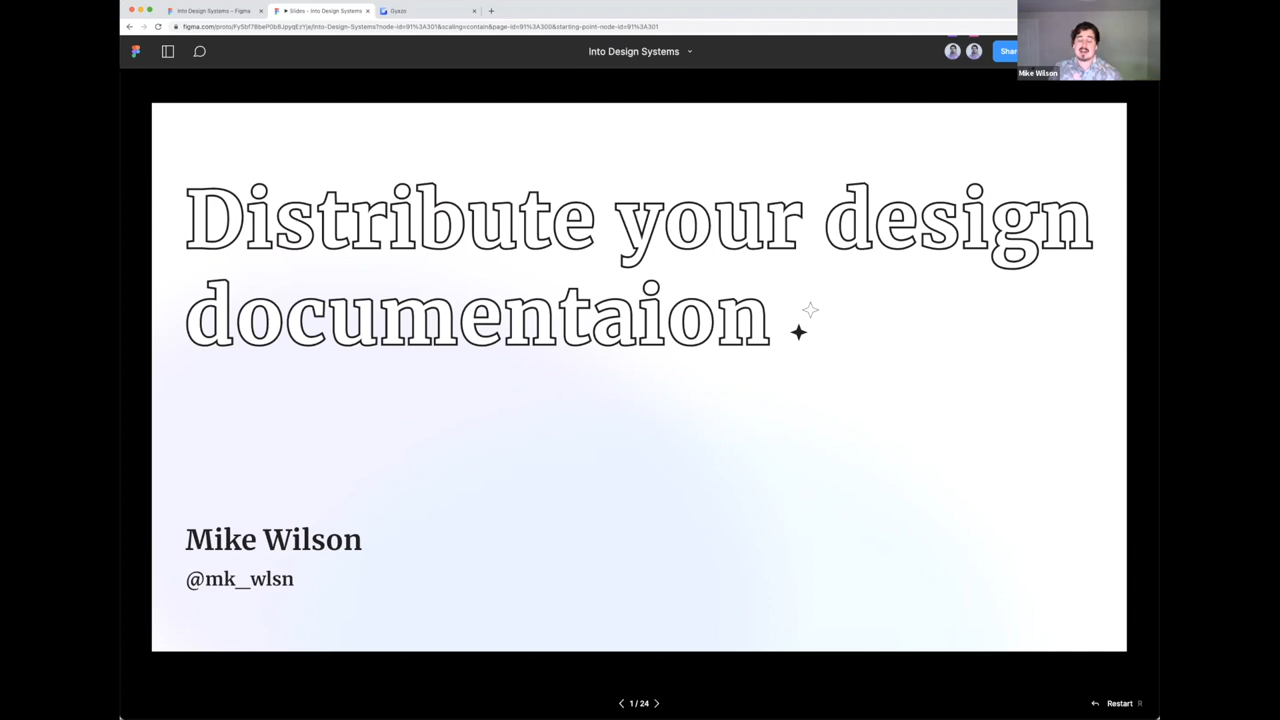 Into Design Systems – Figma
Slides - Into Design Systems
Gyazo
Into Design Systems
Mike Wilson
Distribute your design
documentaion
Mike Wilson
@mk_wlsn
1 / 24
Restart R